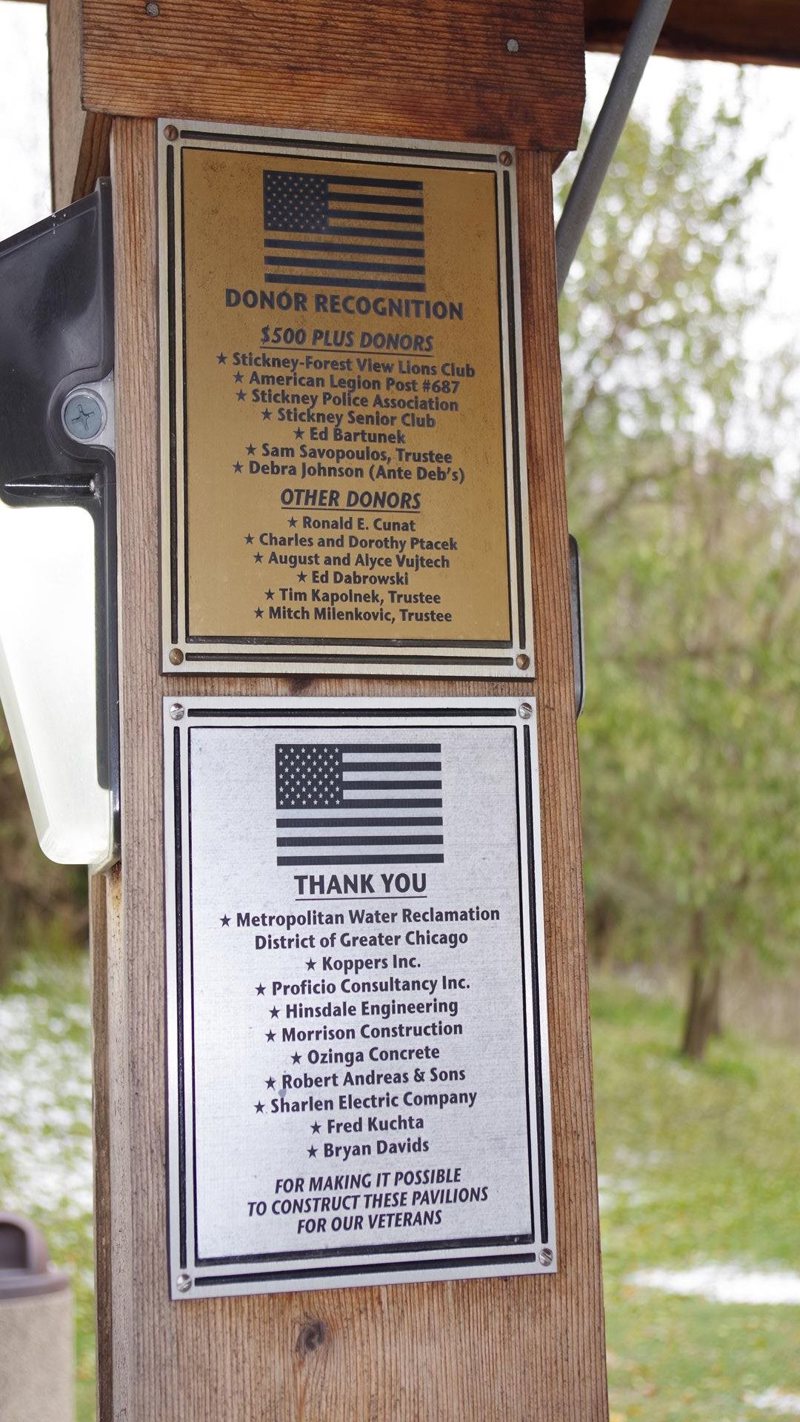 DONOR RECOGNITION
$500 PLUS DONORS
★ Stickney-Forest View Lions Club
★ American Legion Post #687
★ Stickney Police Association
★ Stickney Senior Club
★ Ed Bartunek
★ Sam Savopoulos, Trustee
★ Debra Johnson (Ante Deb's)
OTHER DONORS
★ Ronald E. Cunat
★ Charles and Dorothy Ptacek
★ August and Alyce Vujtech
★ Ed Dabrowski
★ Tim Kapolnek, Trustee
★ Mitch Milenkovic, Trustee
THANK YOU
★ Metropolitan Water Reclamation
District of Greater Chicago
★ Koppers Inc.
★ Proficio Consultancy Inc.
★ Hinsdale Engineering
★ Morrison Construction
★ Ozinga Concrete
★ Robert Andreas & Sons
★ Sharlen Electric Company
★ Fred Kuchta
★ Bryan Davids
FOR MAKING IT POSSIBLE
TO CONSTRUCT THESE PAVILIONS
FOR OUR VETERANS